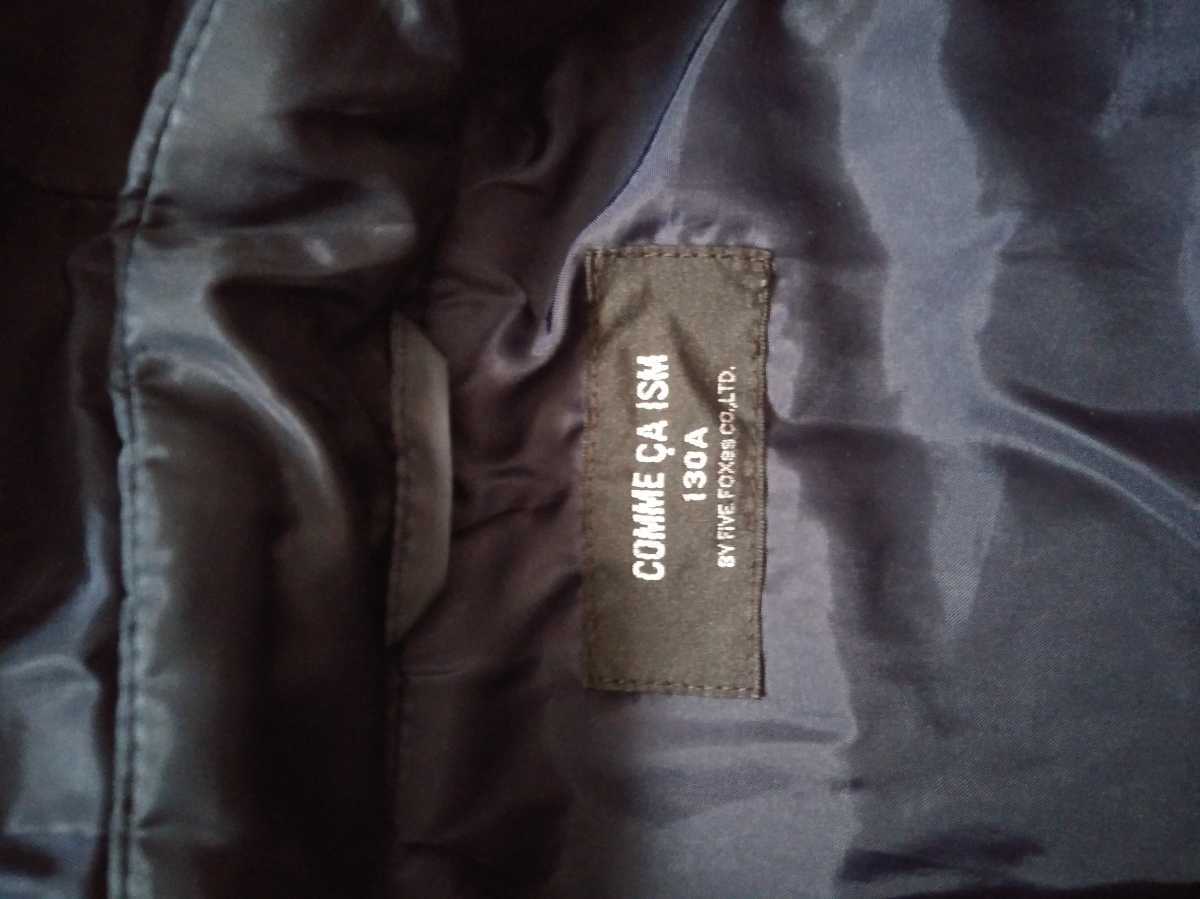 COMME ÇA ISM
130A
BY FIVE FOXes CO.,LTD.